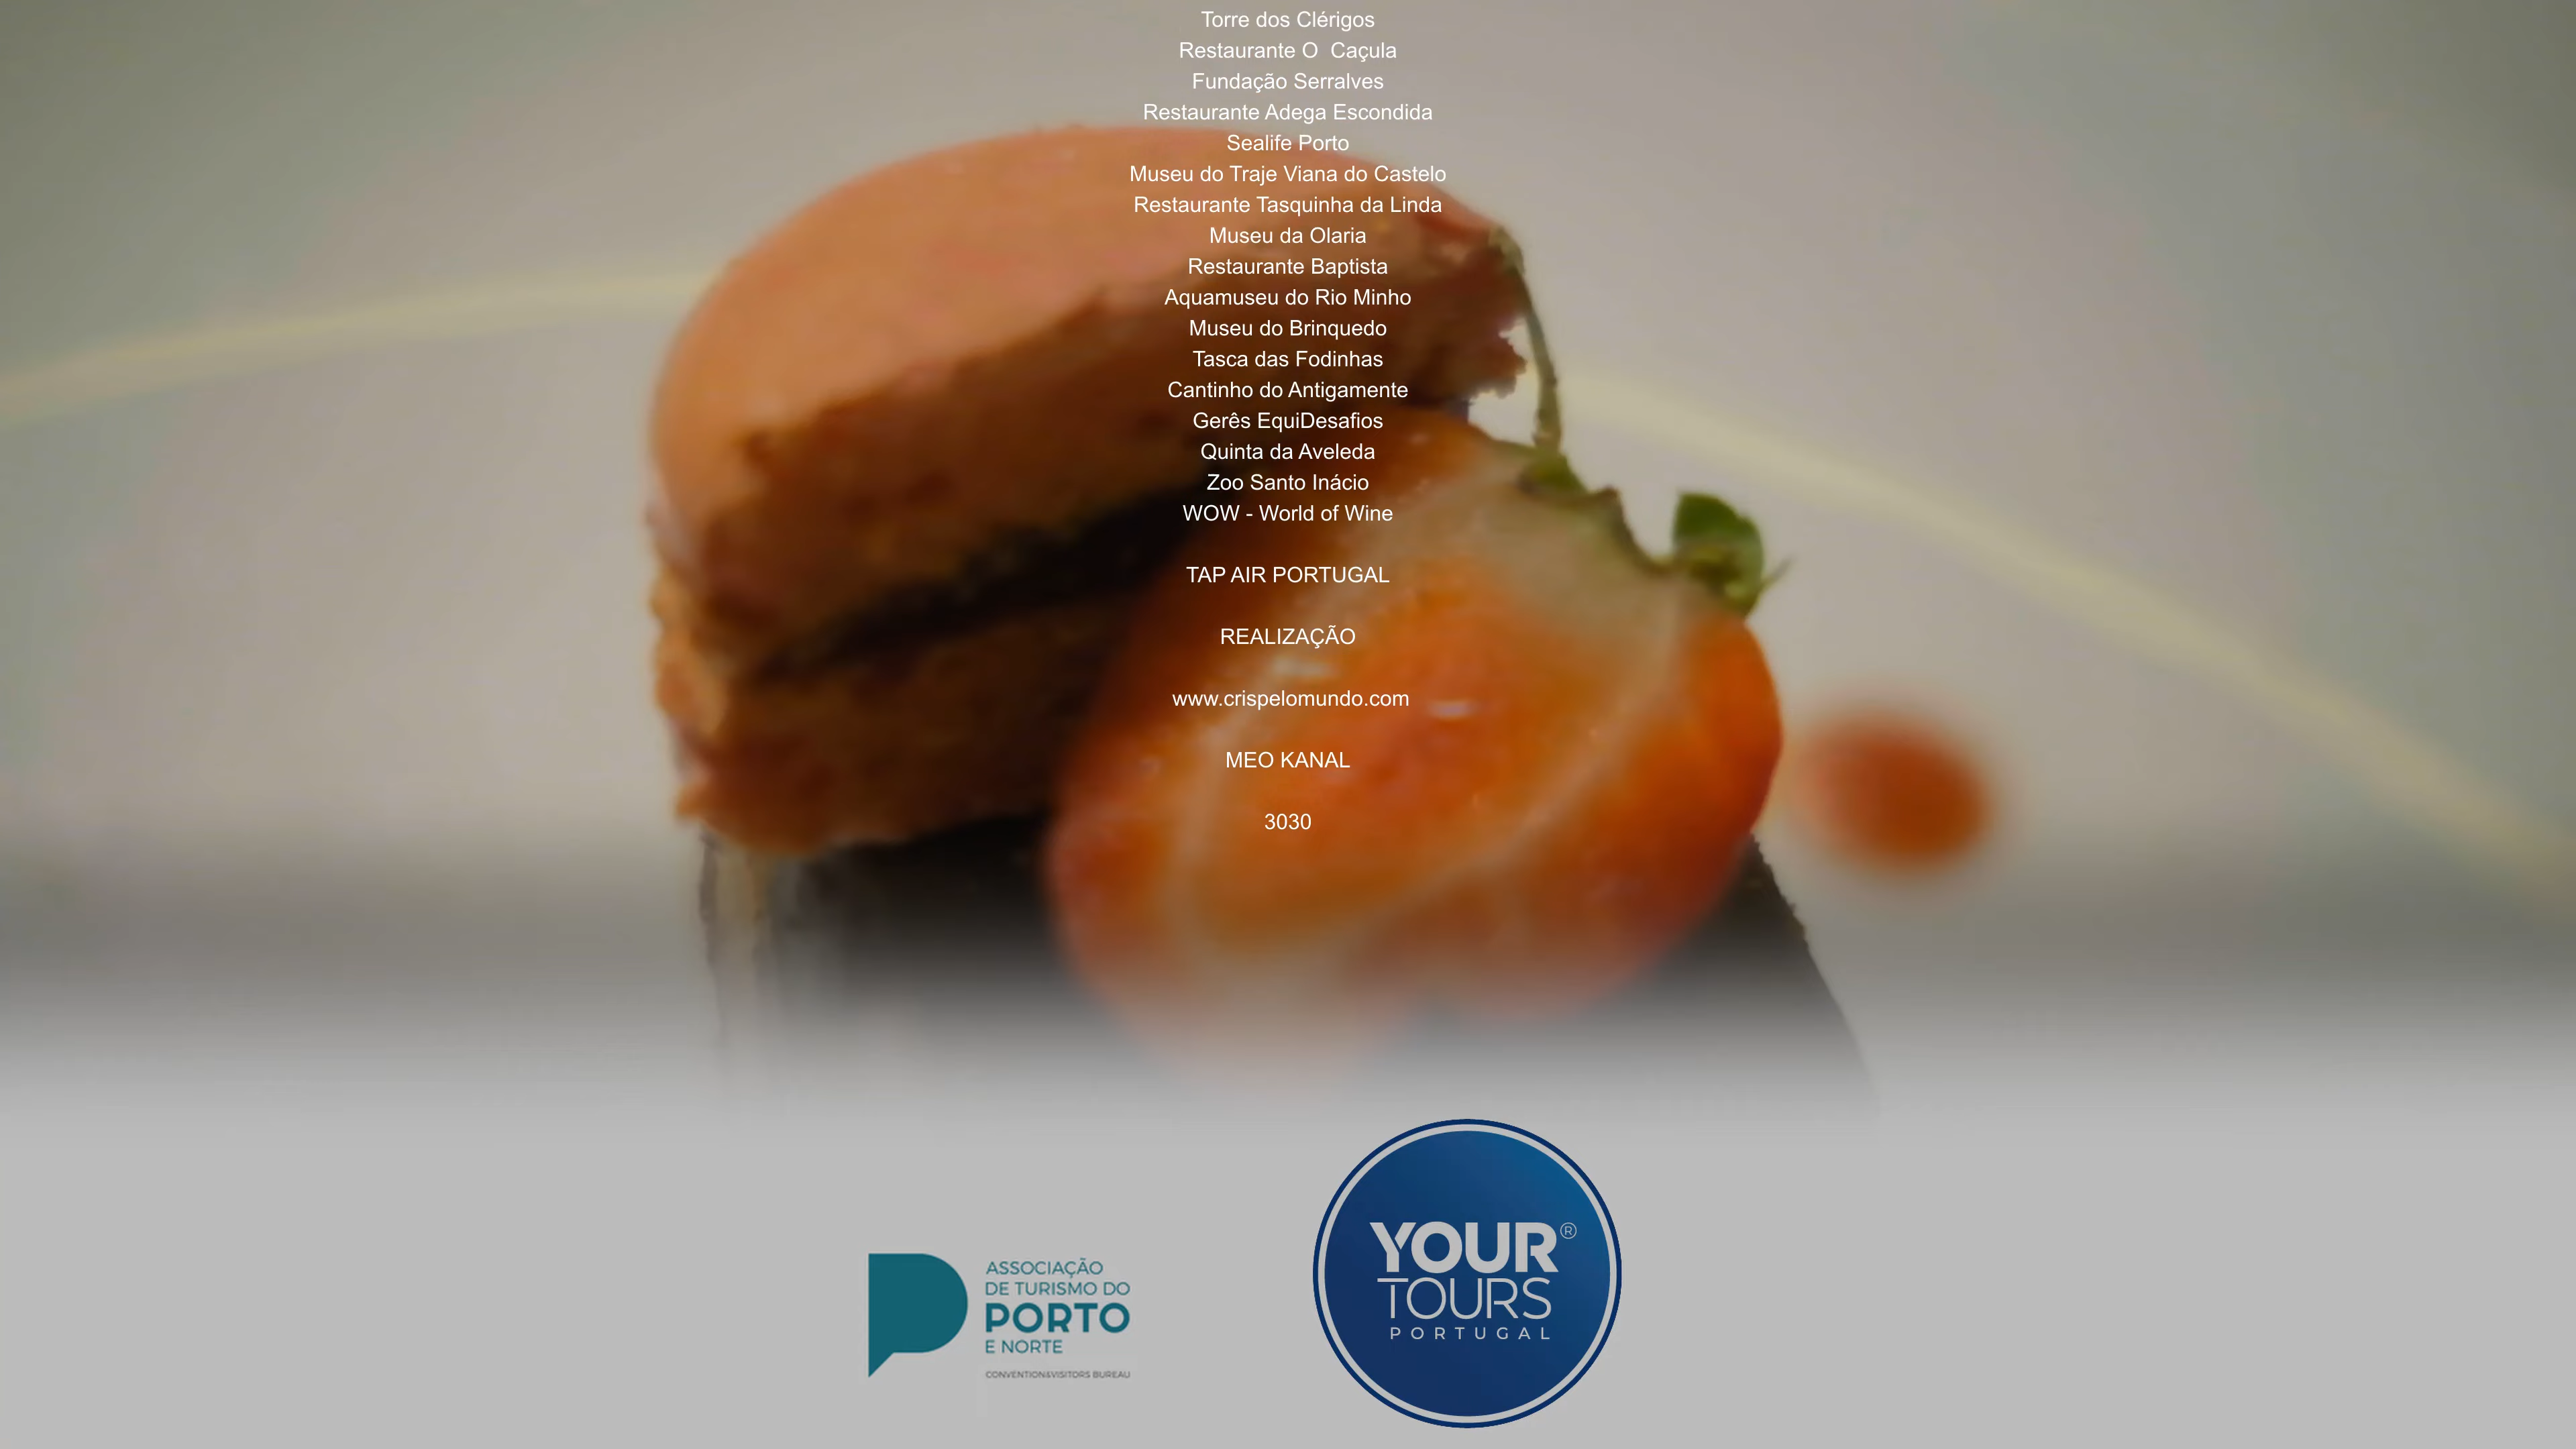 Torre dos Clérigos
Restaurante O  Caçula
Fundação Serralves
Restaurante Adega Escondida
Sealife Porto
Museu do Traje Viana do Castelo
Restaurante Tasquinha da Linda
Museu da Olaria
Restaurante Baptista
Aquamuseu do Rio Minho
Museu do Brinquedo
Tasca das Fodinhas
Cantinho do Antigamente
Gerês EquiDesafios
Quinta da Aveleda
Zoo Santo Inácio
WOW - World of Wine
TAP AIR PORTUGAL
REALIZAÇÃO
www.crispelomundo.com
MEO KANAL
3030
ASSOCIAÇÃO
DE TURISMO DO
PORTO
E NORTE
CONVENTION&VISITORS BUREAU
YOUR®
TOURS
PORTUGAL